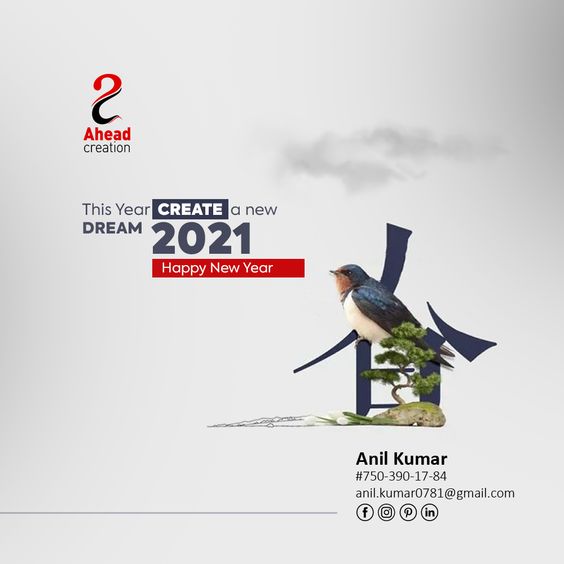 Ahead
creation
This Year CREATE a new
DREAM 2021
Happy New Year
Anil Kumar
#750-390-17-84
anil.kumar0781@gmail.com